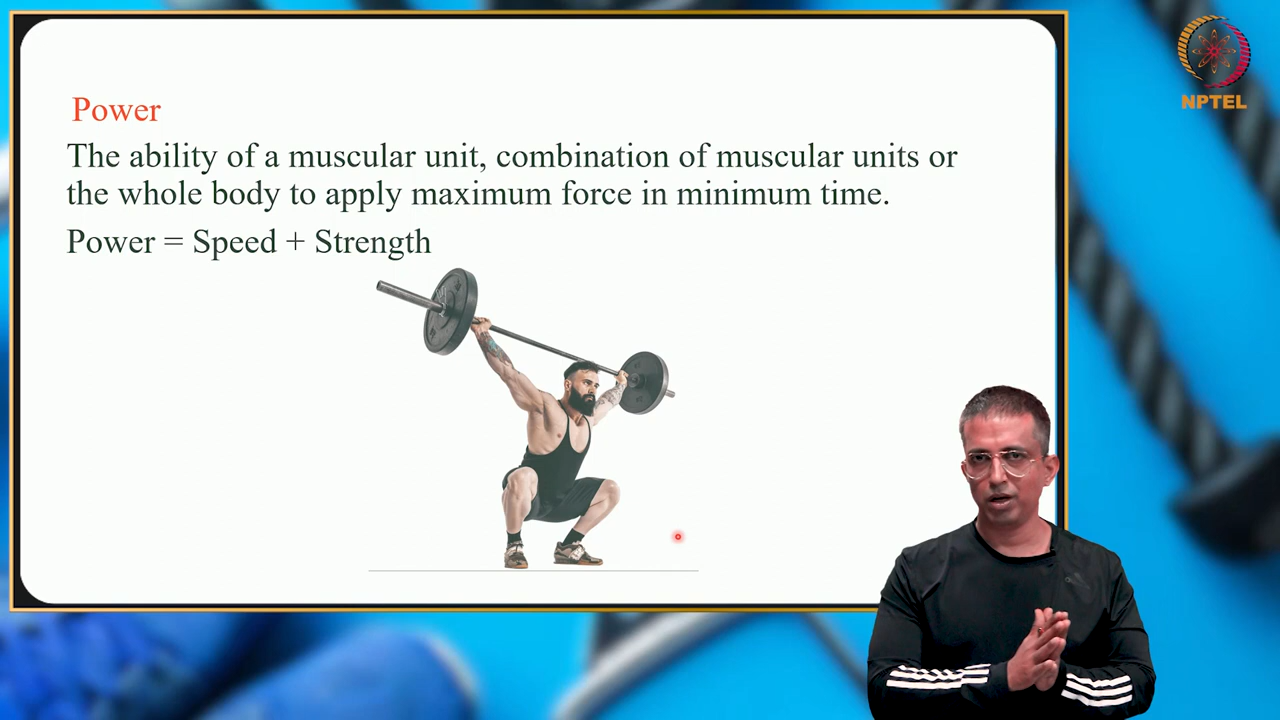 NPTEL
Power
The ability of a muscular unit, combination of muscular units or
the whole body to apply maximum force in minimum time.
Power = Speed + Strength